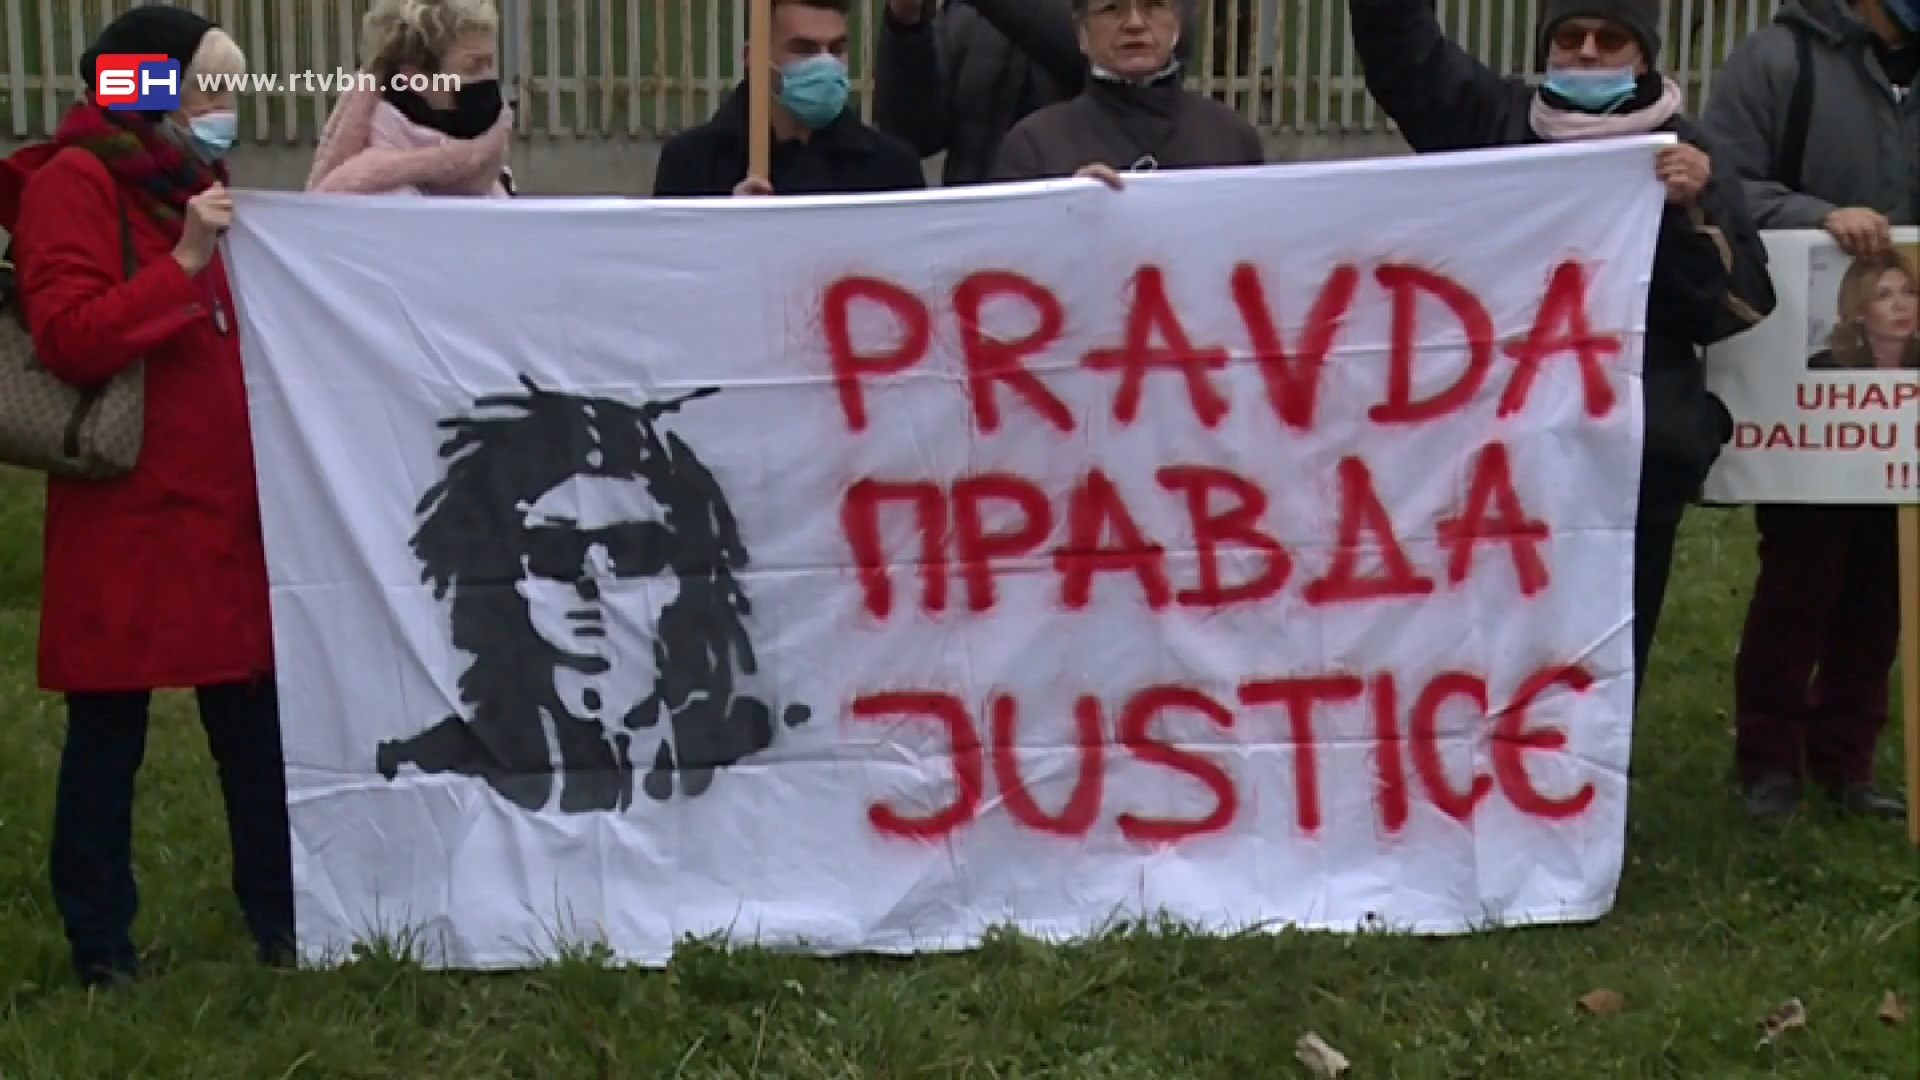 БН www.rtvbn.com
PRAVDA
ПРАВДА
JUSTICE
UHAP
DALIDU
!!!